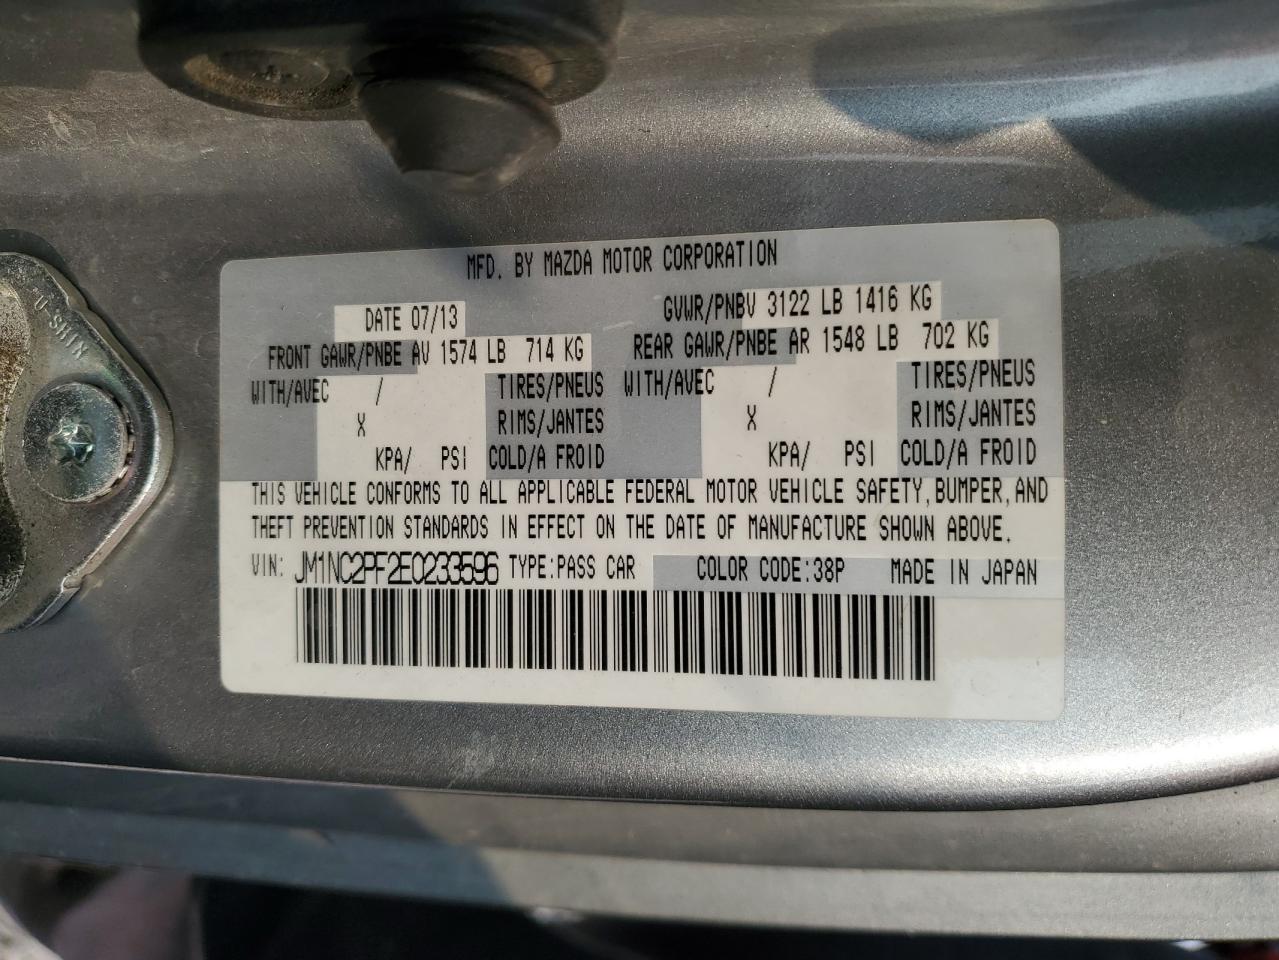 U-SHIN
MFD. BY MAZDA MOTOR CORPORATION
DATE 07/13 GVWR/PNBV 3122 LB 1416 KG
FRONT GAWR/PNBE AV 1574 LB 714 KG REAR GAWR/PNBE AR 1548 LB 702 KG
WITH/AVEC / TIRES/PNEUS WITH/AVEC / TIRES/PNEUS
X RIMS/JANTES X RIMS/JANTES
KPA/ PSI COLD/A FROID KPA/ PSI COLD/A FROID
THIS VEHICLE CONFORMS TO ALL APPLICABLE FEDERAL MOTOR VEHICLE SAFETY, BUMPER, AND
THEFT PREVENTION STANDARDS IN EFFECT ON THE DATE OF MANUFACTURE SHOWN ABOVE.
VIN: JM1NC2PF2E0233596 TYPE:PASS CAR COLOR CODE:38P MADE IN JAPAN